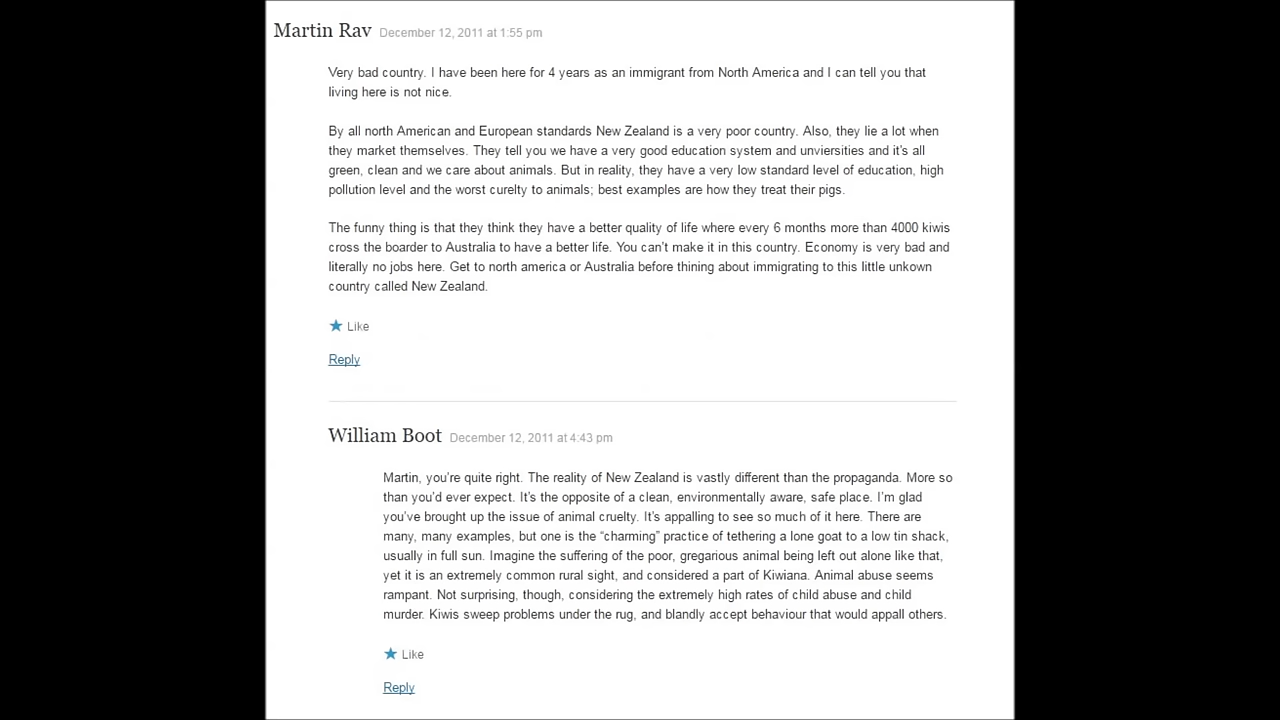 Martin Rav December 12, 2011 at 1:55 pm
Very bad country. I have been here for 4 years as an immigrant from North America and I can tell you that
living here is not nice.
By all north American and European standards New Zealand is a very poor country. Also, they lie a lot when
they market themselves. They tell you we have a very good education system and unviersities and it's all
green, clean and we care about animals. But in reality, they have a very low standard level of education, high
pollution level and the worst curelty to animals; best examples are how they treat their pigs.
The funny thing is that they think they have a better quality of life where every 6 months more than 4000 kiwis
cross the boarder to Australia to have a better life. You can't make it in this country. Economy is very bad and
literally no jobs here. Get to north america or Australia before thining about immigrating to this little unkown
country called New Zealand.
★ Like
Reply
William Boot December 12, 2011 at 4:43 pm
Martin, you're quite right. The reality of New Zealand is vastly different than the propaganda. More so
than you'd ever expect. It's the opposite of a clean, environmentally aware, safe place. I'm glad
you've brought up the issue of animal cruelty. It's appalling to see so much of it here. There are
many, many examples, but one is the “charming” practice of tethering a lone goat to a low tin shack,
usually in full sun. Imagine the suffering of the poor, gregarious animal being left out alone like that,
yet it is an extremely common rural sight, and considered a part of Kiwiana. Animal abuse seems
rampant. Not surprising, though, considering the extremely high rates of child abuse and child
murder. Kiwis sweep problems under the rug, and blandly accept behaviour that would appall others.
★ Like
Reply